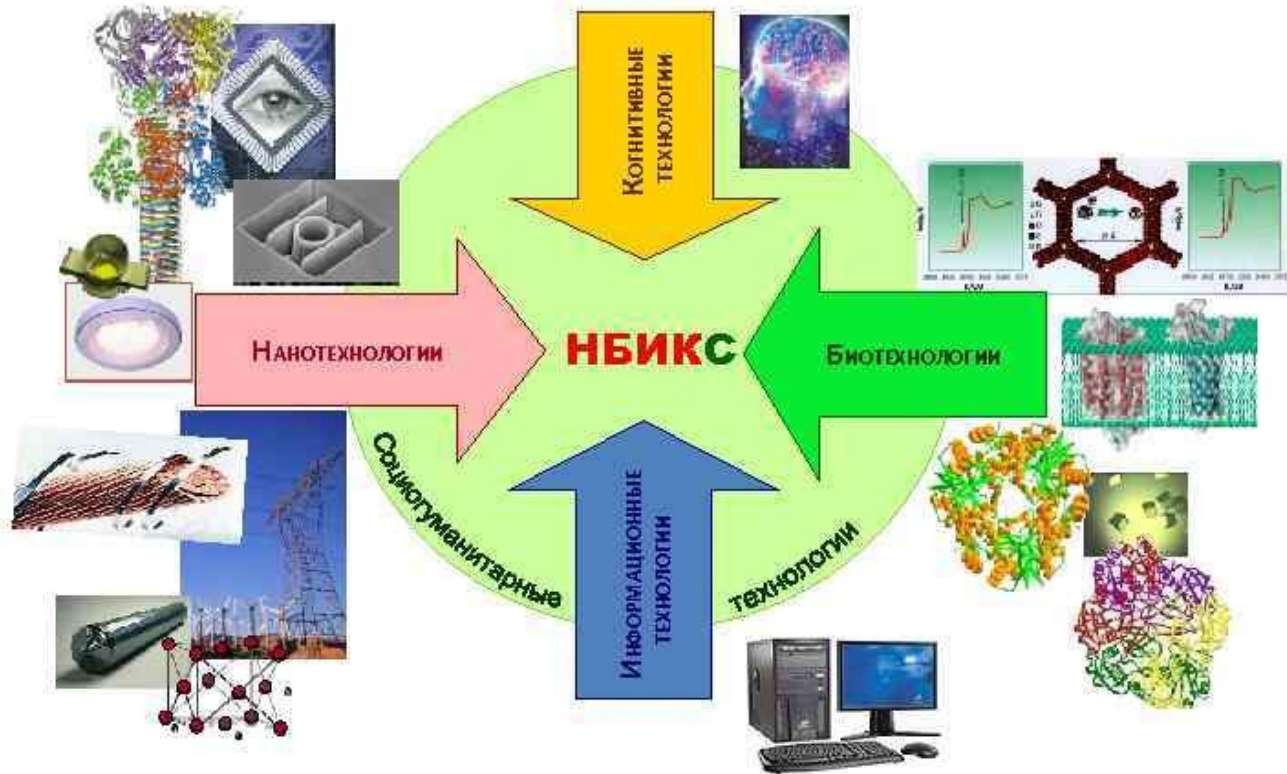 Когнитивные
технологии
Нанотехнологии
НБИКС
Биотехнологии
Социогуманитарные
технологии
Информационные
технологии
a
a